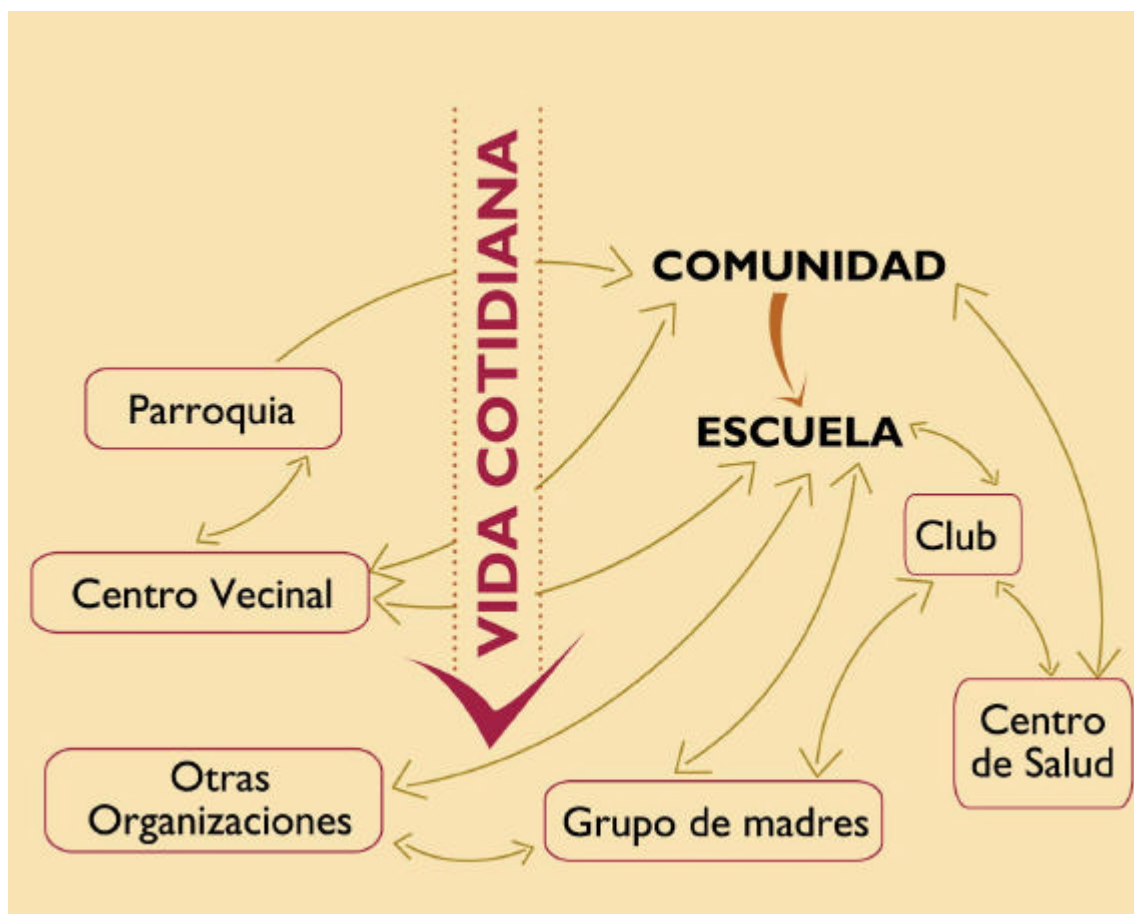 VIDA COTIDIANA
COMUNIDAD
Parroquia
ESCUELA
Club
Centro Vecinal
Centro
de Salud
Otras
Organizaciones
Grupo de madres